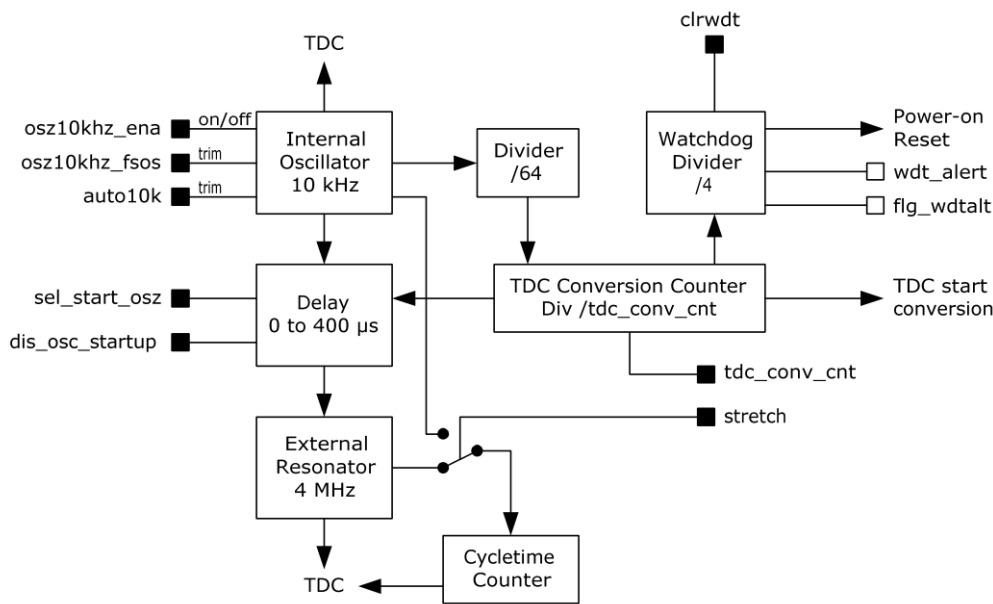 clrwdt
TDC
osz10khz_ena
on/off
osz10khz_fsos
trim
auto10k
trim
Internal
Oscillator
10 kHz
Divider
/64
Watchdog
Divider
/4
Power-on
Reset
wdt_alert
flg_wdtalt
sel_start_osz
dis_osc_startup
Delay
0 to 400 µs
TDC Conversion Counter
Div /tdc_conv_cnt
TDC start
conversion
tdc_conv_cnt
stretch
External
Resonator
4 MHz
Cycletime
Counter
TDC